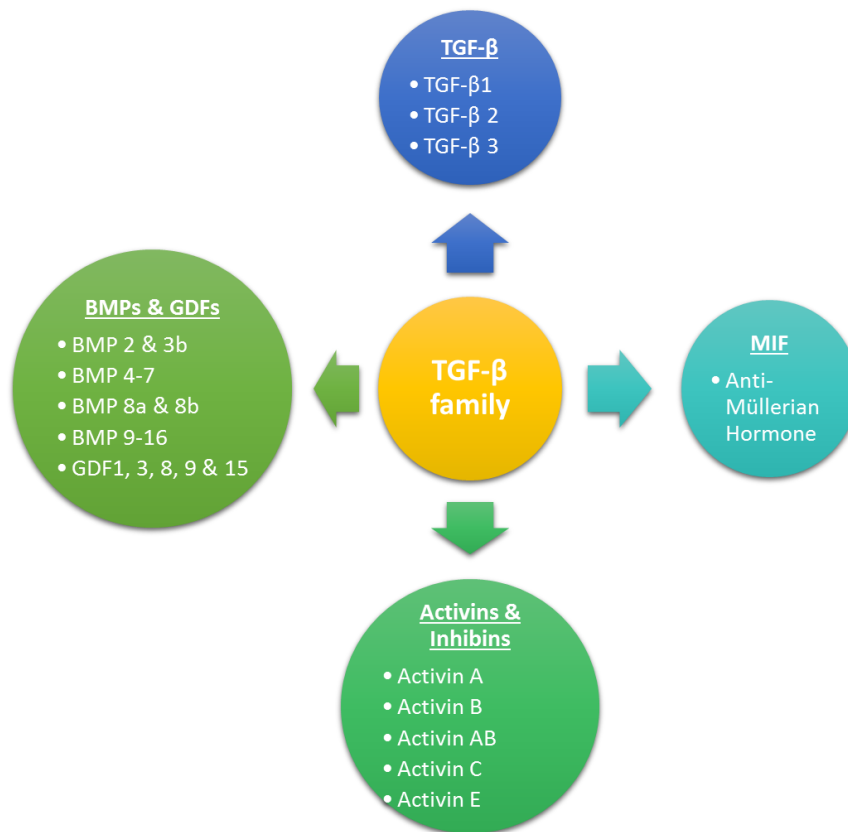 TGF-β
• TGF-β1
• TGF-β 2
• TGF-β 3
BMPs & GDFs
• BMP 2 & 3b
• BMP 4-7
• BMP 8a & 8b
• BMP 9-16
• GDF1, 3, 8, 9 & 15
TGF-β
family
MIF
• Anti-
Müllerian
Hormone
Activins &
Inhibins
• Activin A
• Activin B
• Activin AB
• Activin C
• Activin E